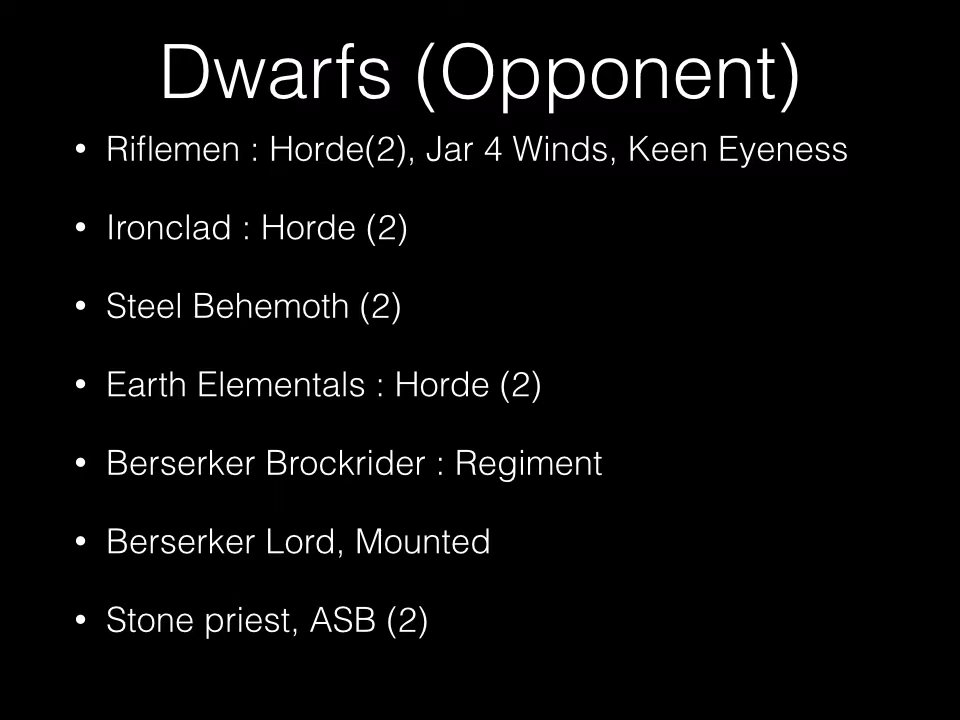 Dwarfs (Opponent)
• Riflemen : Horde(2), Jar 4 Winds, Keen Eyeness
• Ironclad : Horde (2)
• Steel Behemoth (2)
• Earth Elementals : Horde (2)
• Berserker Brockrider : Regiment
• Berserker Lord, Mounted
• Stone priest, ASB (2)